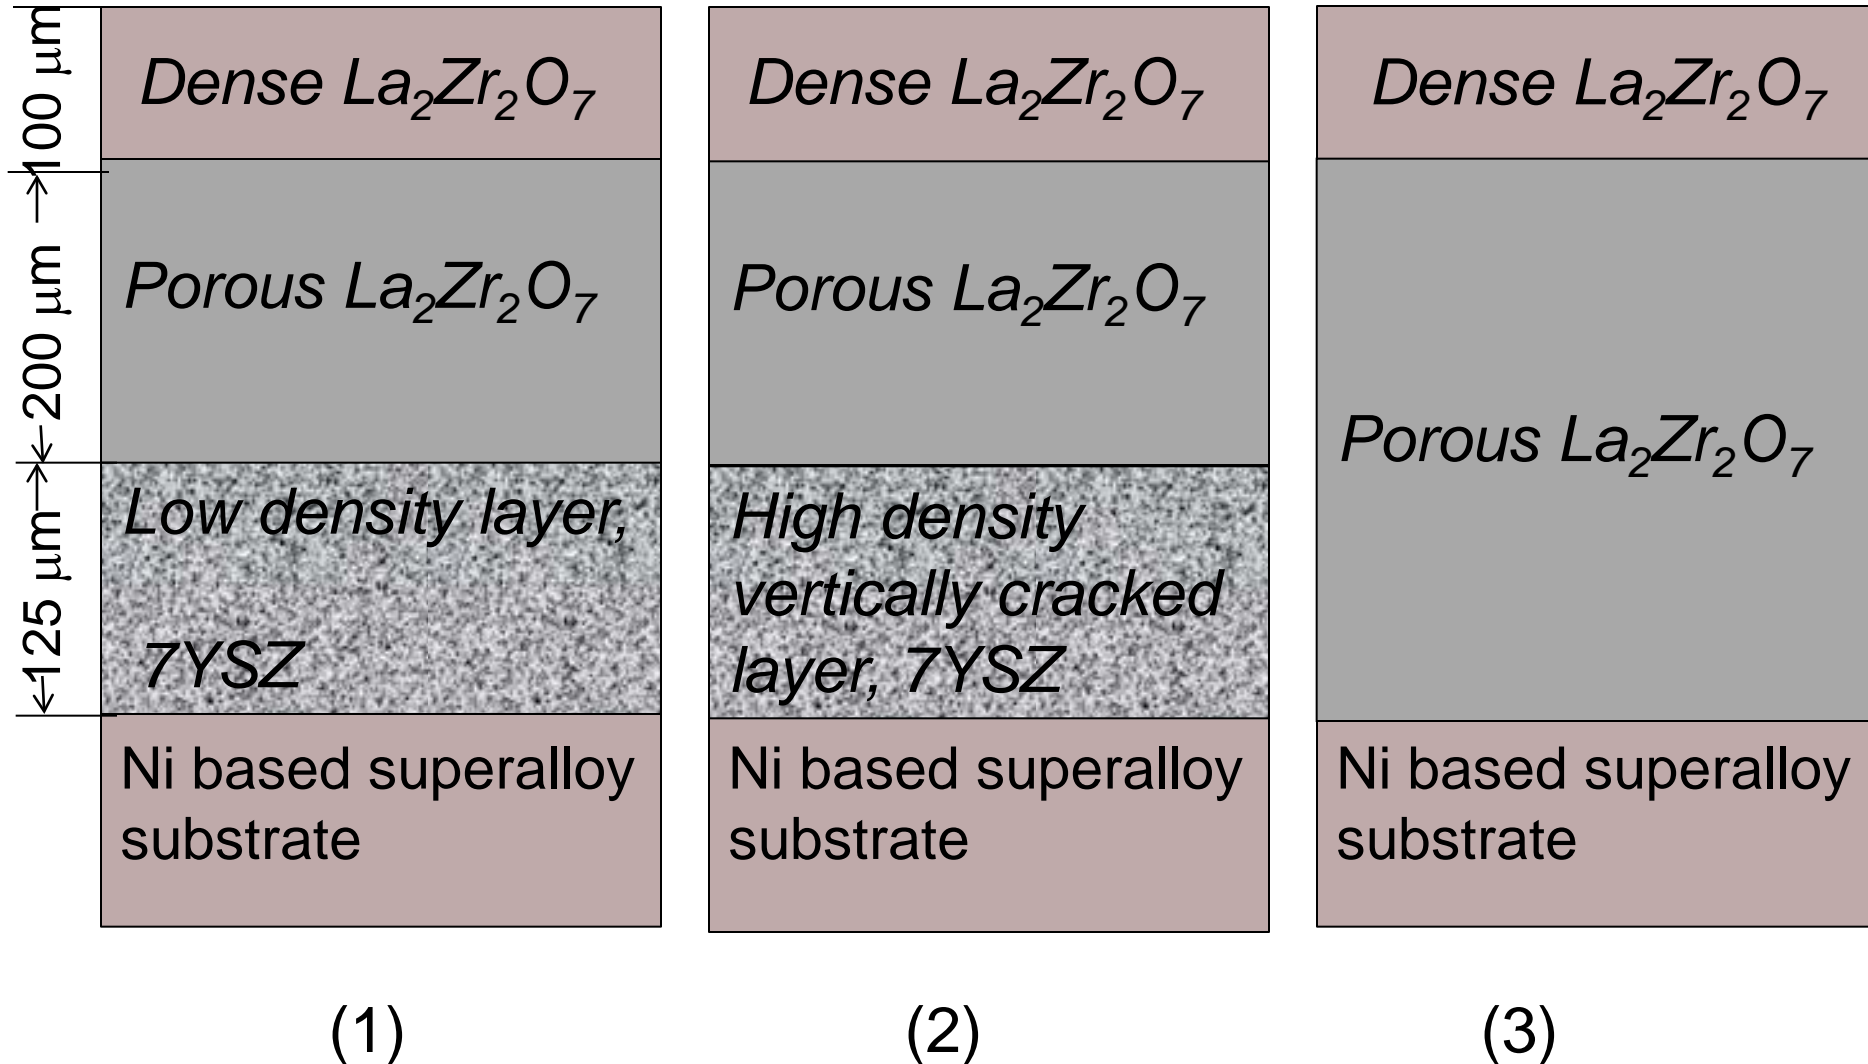 100 μm
200 μm
125 μm
Dense La₂Zr₂O₇
Porous La₂Zr₂O₇
Low density layer,
7YSZ
Ni based superalloy
substrate
(1)
Dense La₂Zr₂O₇
Porous La₂Zr₂O₇
High density
vertically cracked
layer, 7YSZ
Ni based superalloy
substrate
(2)
Dense La₂Zr₂O₇
Porous La₂Zr₂O₇
Ni based superalloy
substrate
(3)